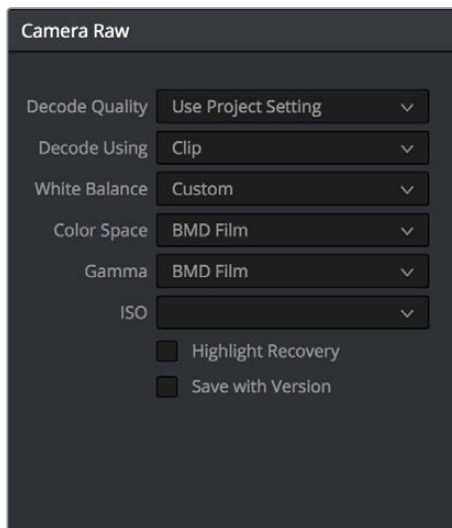 Camera Raw
Decode Quality Use Project Setting
Decode Using Clip
White Balance Custom
Color Space BMD Film
Gamma BMD Film
ISO
Highlight Recovery
Save with Version